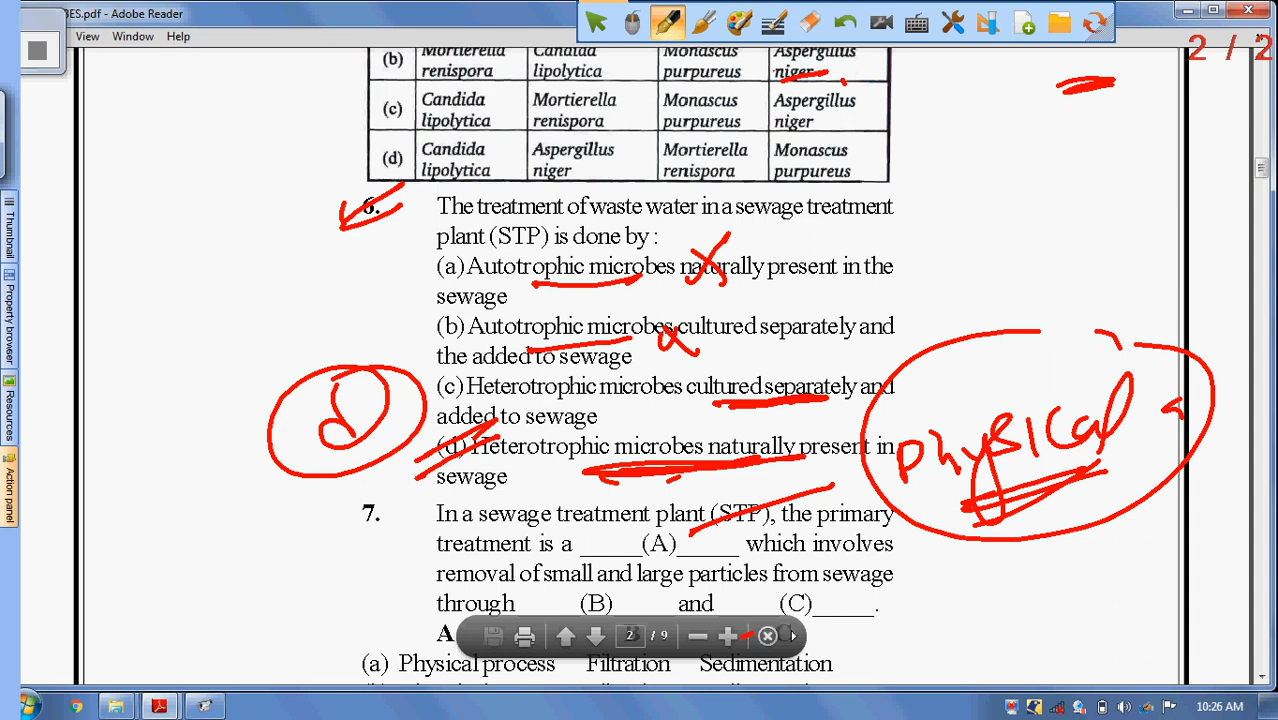 BES.pdf - Adobe Reader
View Window Help
2 / 2
(b) Mortierella renispora Candida lipolytica Monascus purpureus Aspergillus niger
(c) Candida lipolytica Mortierella renispora Monascus purpureus Aspergillus niger
(d) Candida lipolytica Aspergillus niger Mortierella renispora Monascus purpureus
6. The treatment of waste water in a sewage treatment
plant (STP) is done by :
(a) Autotrophic microbes naturally present in the
sewage
(b) Autotrophic microbes cultured separately and
the added to sewage
(c) Heterotrophic microbes cultured separately and
added to sewage
(d) Heterotrophic microbes naturally present in
sewage
d
physical
7. In a sewage treatment plant (STP), the primary
treatment is a _____(A)_____ which involves
removal of small and large particles from sewage
through _____(B)_____ and _____(C)_____.
A
2 / 9
(a) Physical process Filtration Sedimentation
Thumbnail
Property browser
Resources
Action panel
10:26 AM